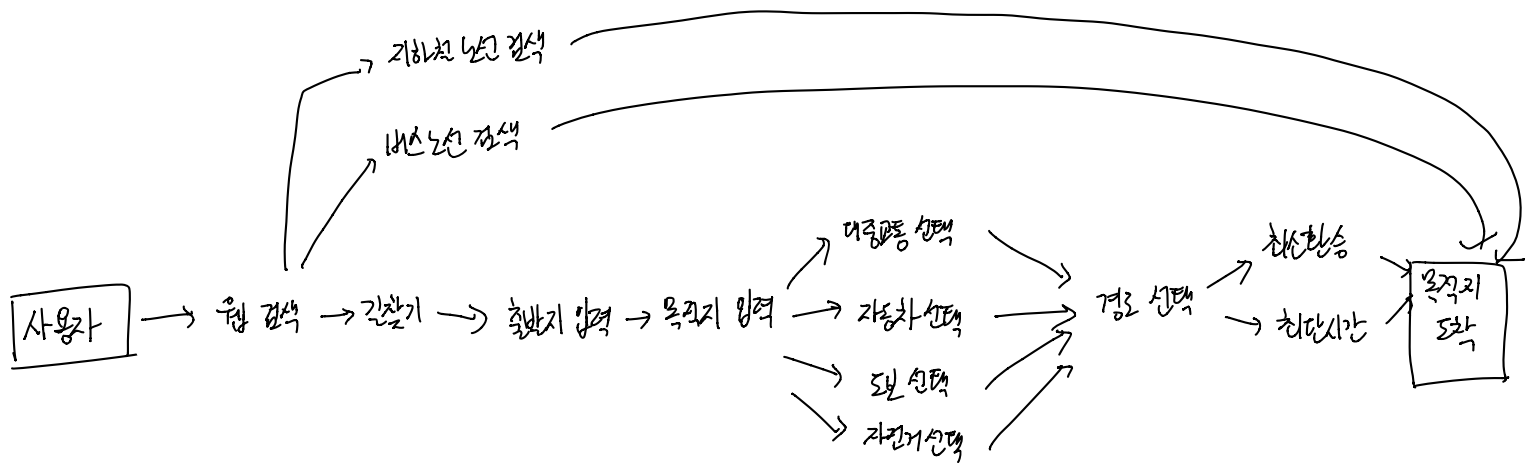 지하철 노선 검색
버스 노선 검색
대중교통 선택
최소환승
사용자
웹 검색
길찾기
출발지 입력
목적지 입력
자동차 선택
경로 선택
최단시간
목적지
도착
도보 선택
자전거 선택